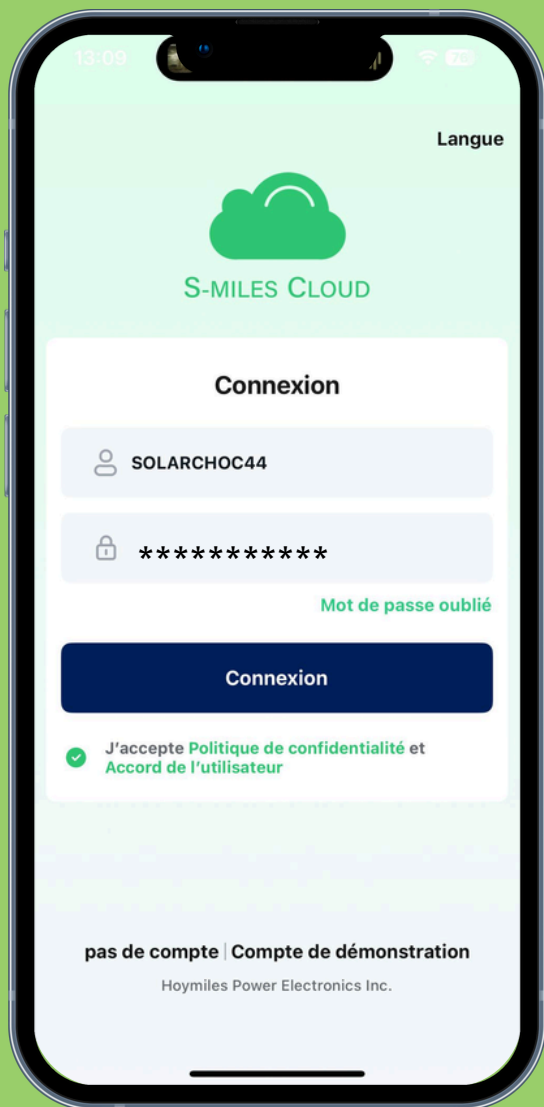 13:09
76
Langue
S-MILES CLOUD
Connexion
SOLARCHOC44
***********
Mot de passe oublié
Connexion
J'accepte Politique de confidentialité et
Accord de l'utilisateur
pas de compte | Compte de démonstration
Hoymiles Power Electronics Inc.